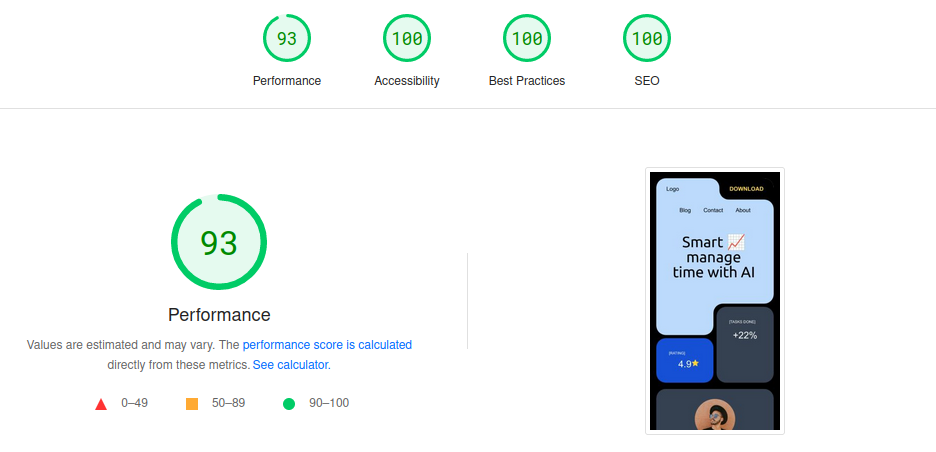 93 100 100 100
Performance Accessibility Best Practices SEO
93
Performance
Values are estimated and may vary. The performance score is calculated
directly from these metrics. See calculator.
0–49 50–89 90–100
Logo DOWNLOAD
Blog Contact About
Smart 📈
manage
time with AI
[TASKS DONE]
+22%
[RATING]
4.9⭐